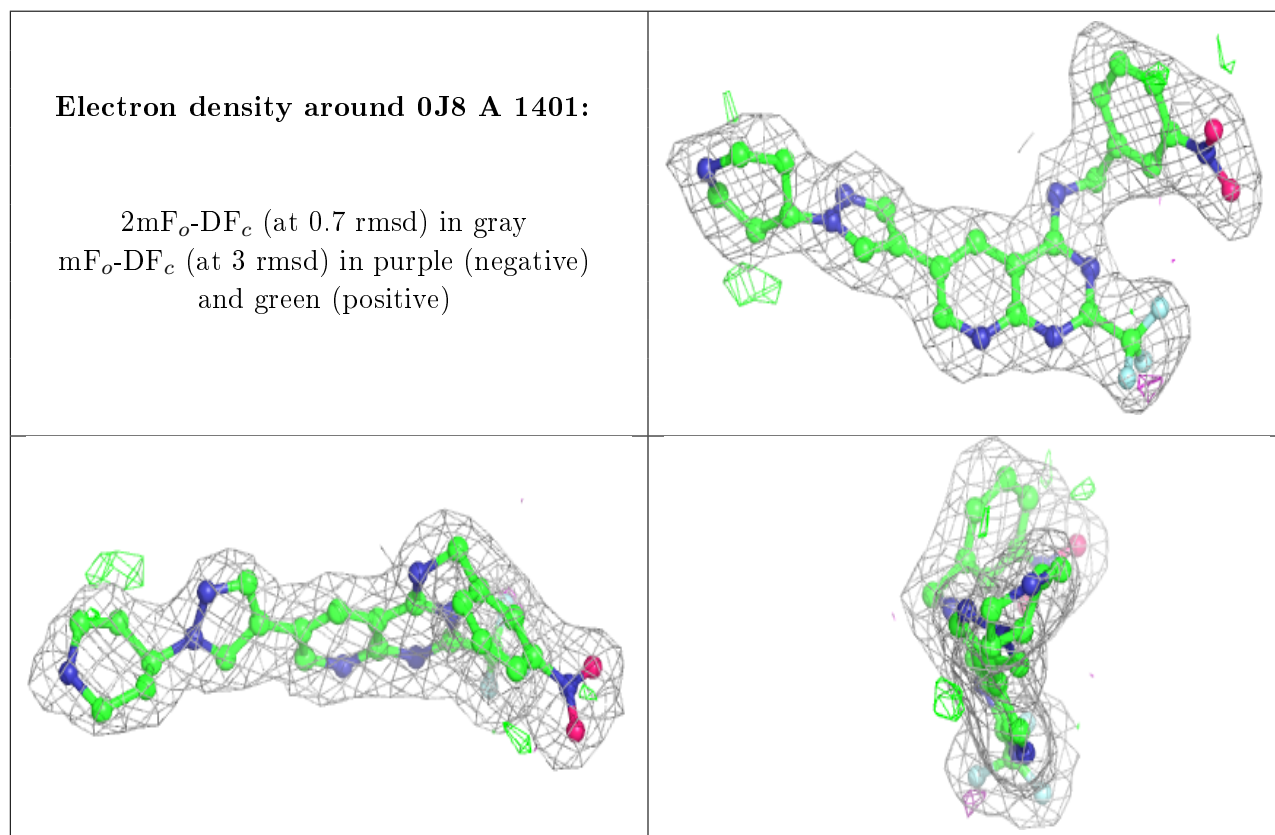 Electron density around 0J8 A 1401:
2mFo-DFc (at 0.7 rmsd) in gray
mFo-DFc (at 3 rmsd) in purple (negative)
and green (positive)